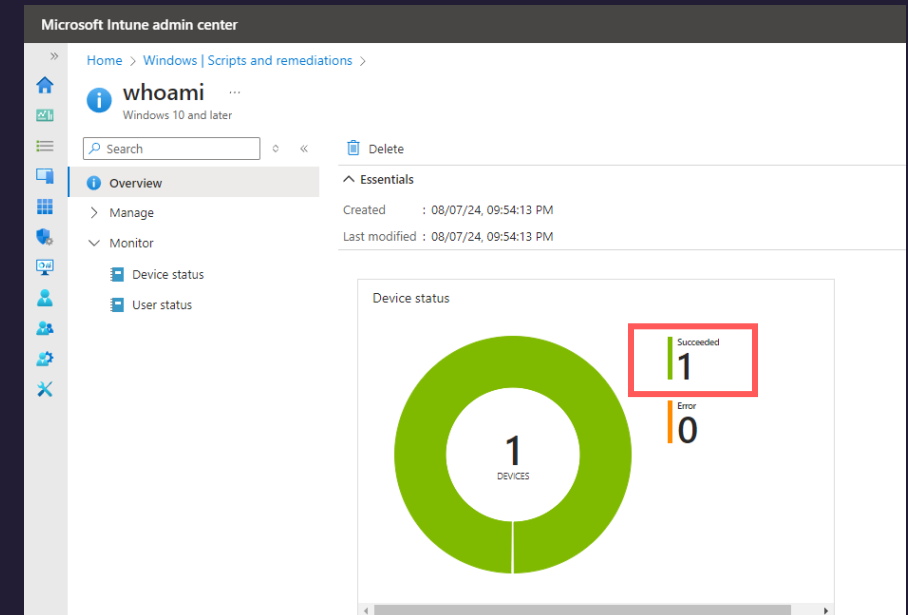 Microsoft Intune admin center
Home > Windows | Scripts and remediations >
whoami ...
Windows 10 and later
Search
Delete
Overview
Essentials
Manage
Created : 08/07/24, 09:54:13 PM
Last modified : 08/07/24, 09:54:13 PM
Monitor
Device status
User status
Device status
Succeeded
1
Error
0
1
DEVICES